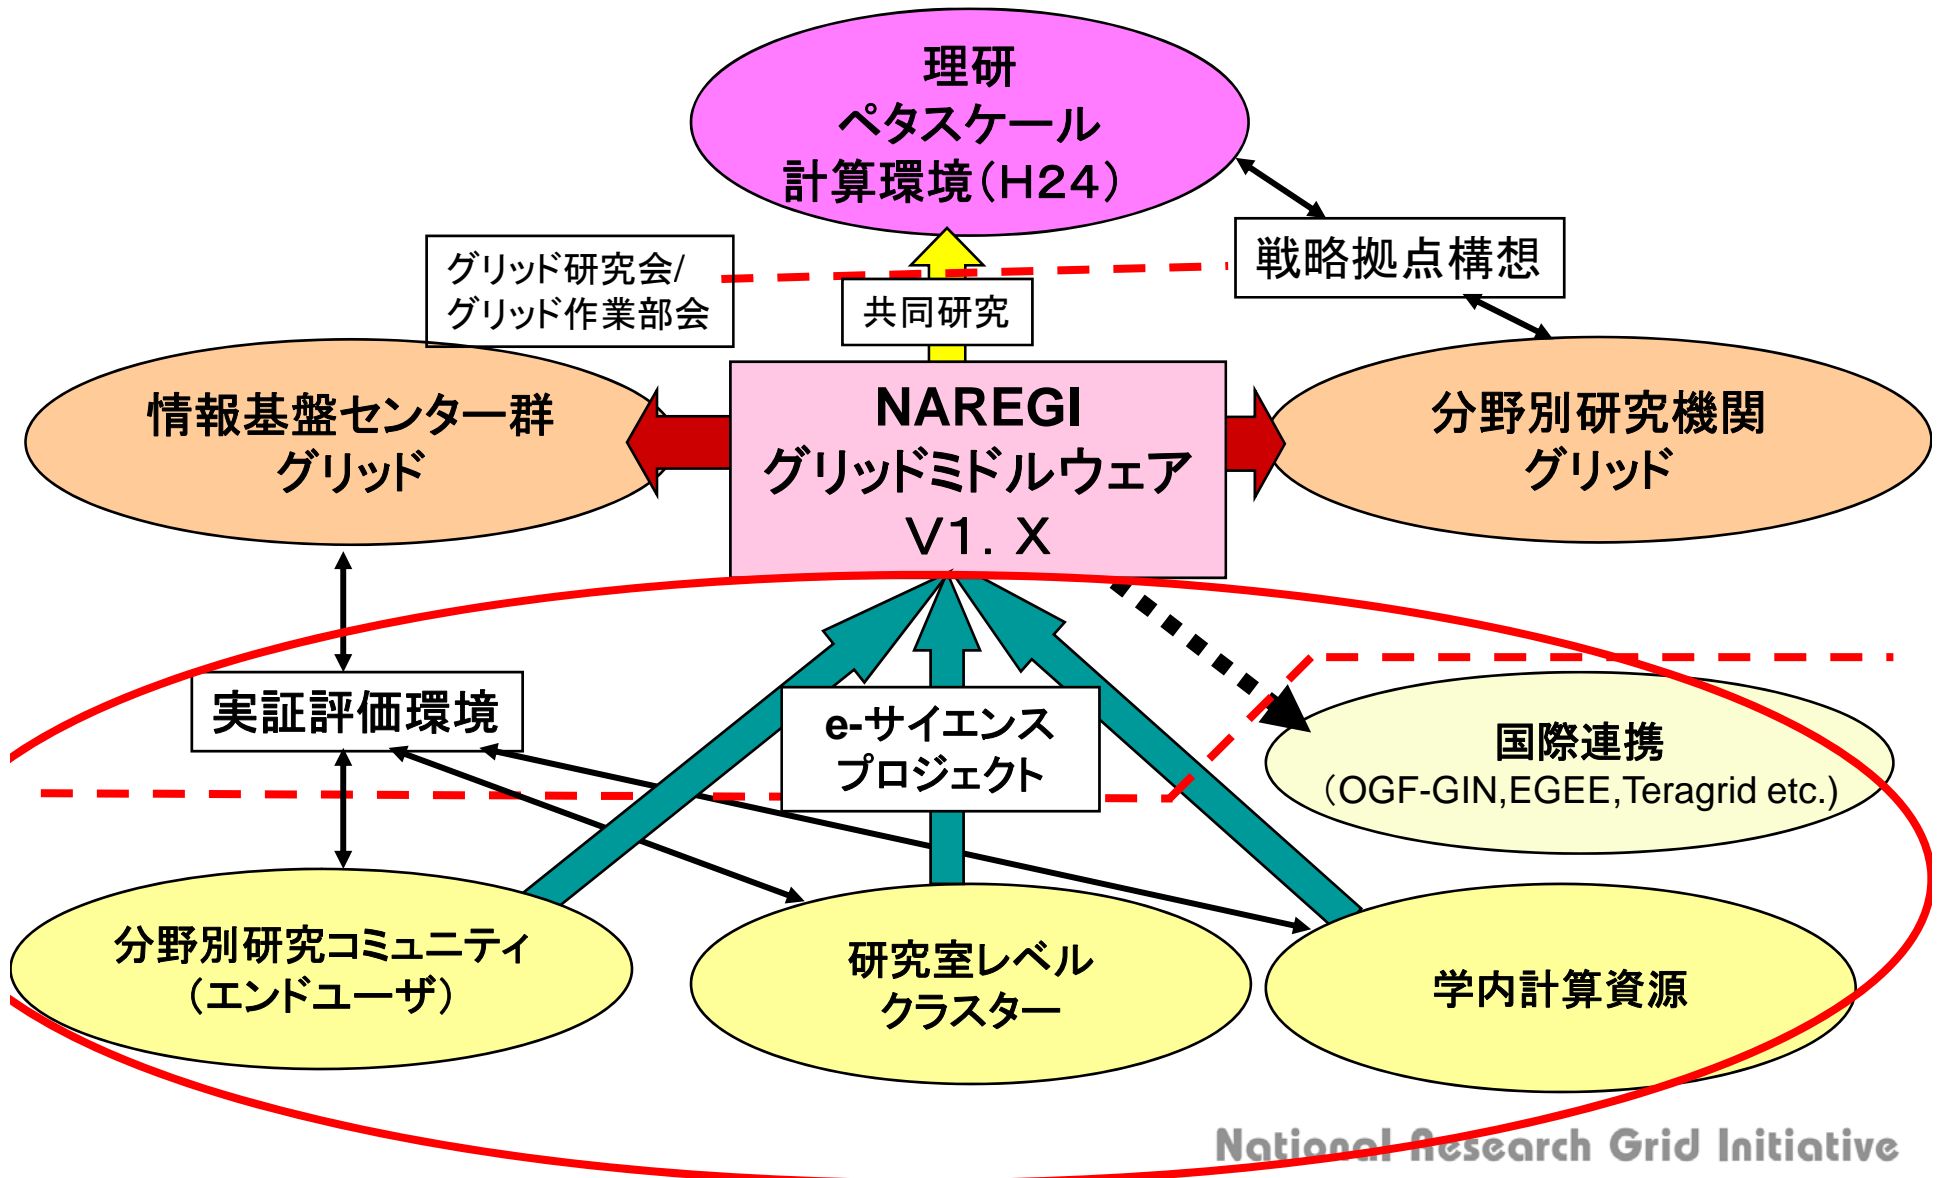 理研
ペタスケール
計算環境(H24)
グリッド研究会/
グリッド作業部会
共同研究
戦略拠点構想
情報基盤センター群
グリッド
NAREGI
グリッドミドルウェア
V1. X
分野別研究機関
グリッド
実証評価環境
e-サイエンス
プロジェクト
国際連携
(OGF-GIN,EGEE,Teragrid etc.)
分野別研究コミュニティ
(エンドユーザ)
研究室レベル
クラスター
学内計算資源
National Research Grid Initiative